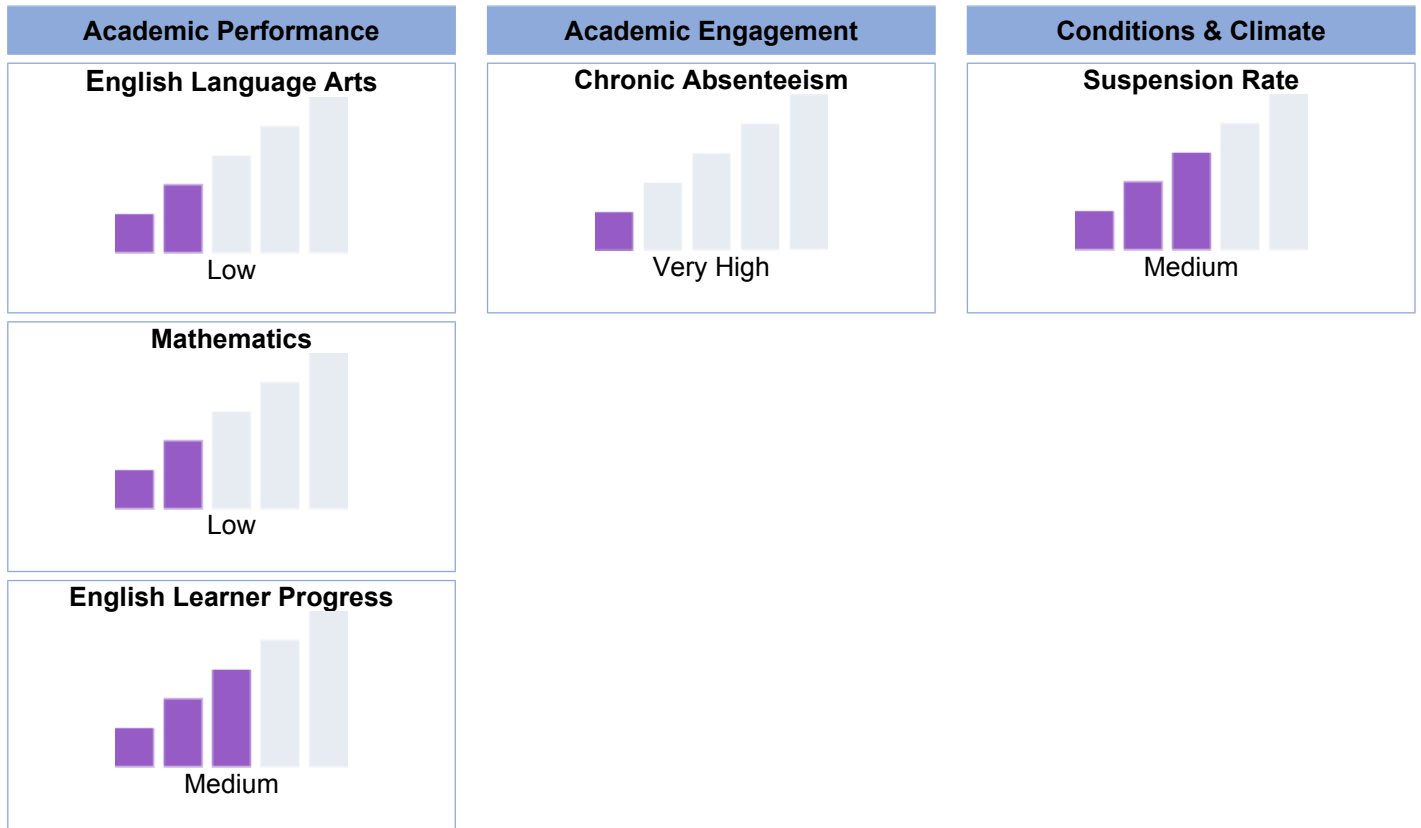 Academic Performance
English Language Arts
Low
Mathematics
Low
English Learner Progress
Medium
Academic Engagement
Chronic Absenteeism
Very High
Conditions & Climate
Suspension Rate
Medium